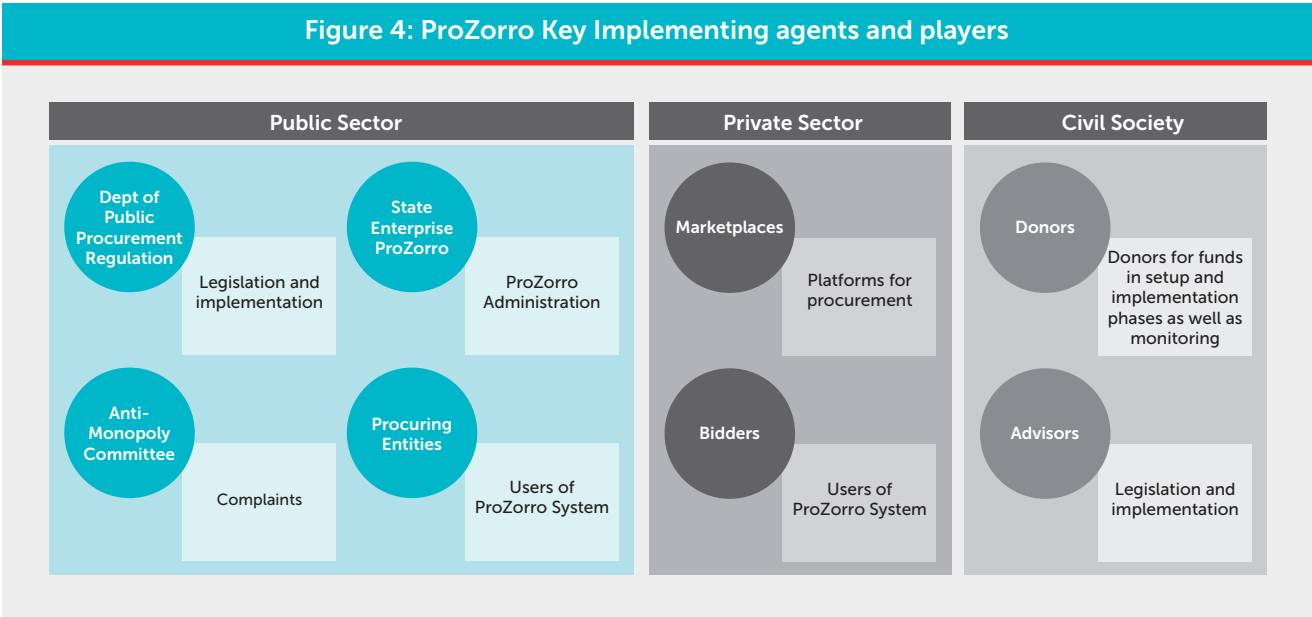 Figure 4: ProZorro Key Implementing agents and players
Public Sector
Dept of
Public
Procurement
Regulation
Legislation and
implementation
State
Enterprise
ProZorro
ProZorro
Administration
Anti-
Monopoly
Committee
Complaints
Procuring
Entities
Users of
ProZorro System
Private Sector
Marketplaces
Platforms for
procurement
Bidders
Users of
ProZorro System
Civil Society
Donors
Donors for funds
in setup and
implementation
phases as well as
monitoring
Advisors
Legislation and
implementation